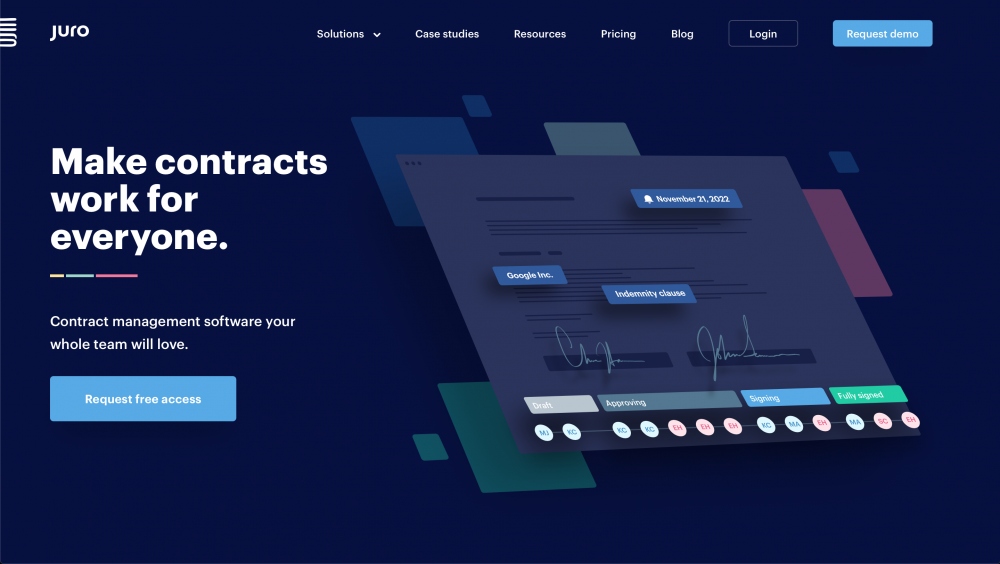 juro
Solutions
Case studies
Resources
Pricing
Blog
Login
Request demo
Make contracts
work for
everyone.
Contract management software your
whole team will love.
Request free access
November 21, 2022
Google Inc.
Indemnity clause
Draft
Approving
Signing
Fully signed
MJ KC KC KC EH EH EH KC MA EH MA SC EH